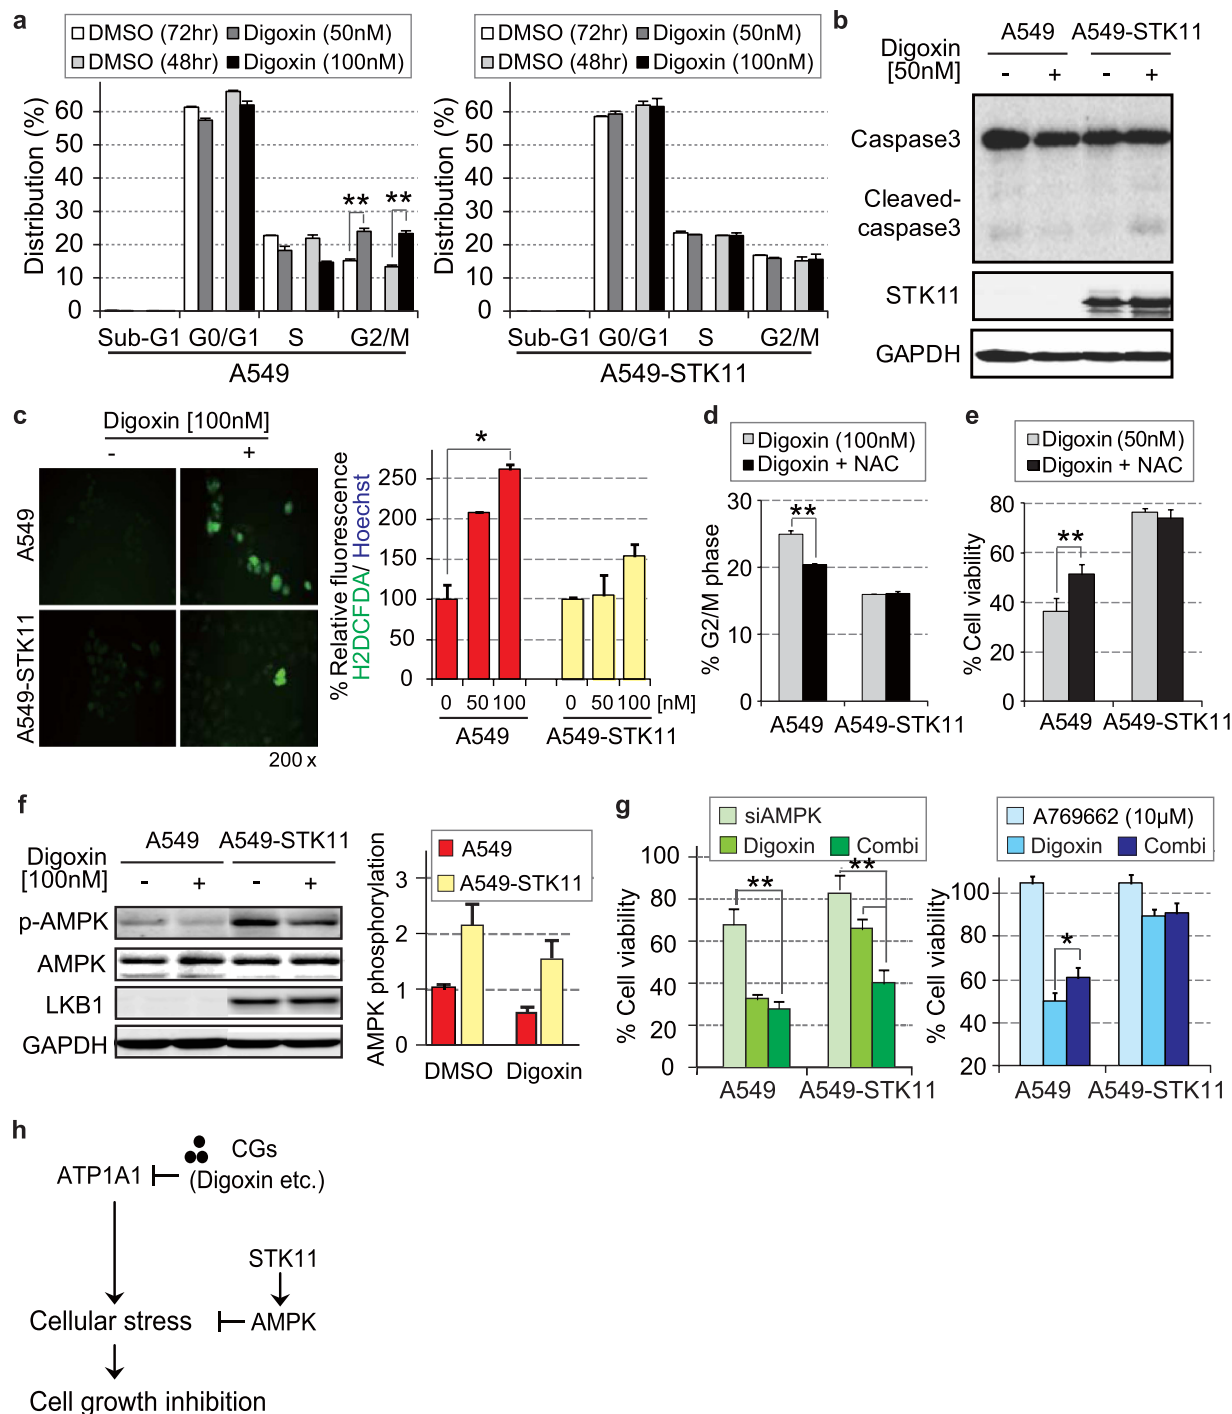 a
DMSO (72hr) Digoxin (50nM)
DMSO (48hr) Digoxin (100nM)
Distribution (%)
60
50
40
30
20
10
0
** **
Sub-G1 G0/G1 S G2/M
A549
DMSO (72hr) Digoxin (50nM)
DMSO (48hr) Digoxin (100nM)
Distribution (%)
60
50
40
30
20
10
0
Sub-G1 G0/G1 S G2/M
A549-STK11
b
A549 A549-STK11
Digoxin
[50nM] - + - +
Caspase3
Cleaved-
caspase3
STK11
GAPDH
c
Digoxin [100nM]
- +
A549
A549-STK11
200 x
% Relative fluorescence
H2DCFDA/ Hoechst
250
200
150
100
50
0
*
0 50 100 0 50 100 [nM]
A549 A549-STK11
d
Digoxin (100nM)
Digoxin + NAC
% G2/M phase
30
20
10
0
**
A549 A549-STK11
e
Digoxin (50nM)
Digoxin + NAC
% Cell viability
80
60
40
20
0
**
A549 A549-STK11
f
A549 A549-STK11
Digoxin
[100nM] - + - +
p-AMPK
AMPK
LKB1
GAPDH
A549
A549-STK11
AMPK phosphorylation
3
2
1
0
DMSO Digoxin
g
siAMPK
Digoxin Combi
% Cell viability
100
80
60
40
20
0
** **
A549 A549-STK11
A769662 (10µM)
Digoxin Combi
% Cell viability
100
80
60
40
20
*
A549 A549-STK11
h
CGs
ATP1A1 (Digoxin etc.)
STK11
Cellular stress AMPK
Cell growth inhibition